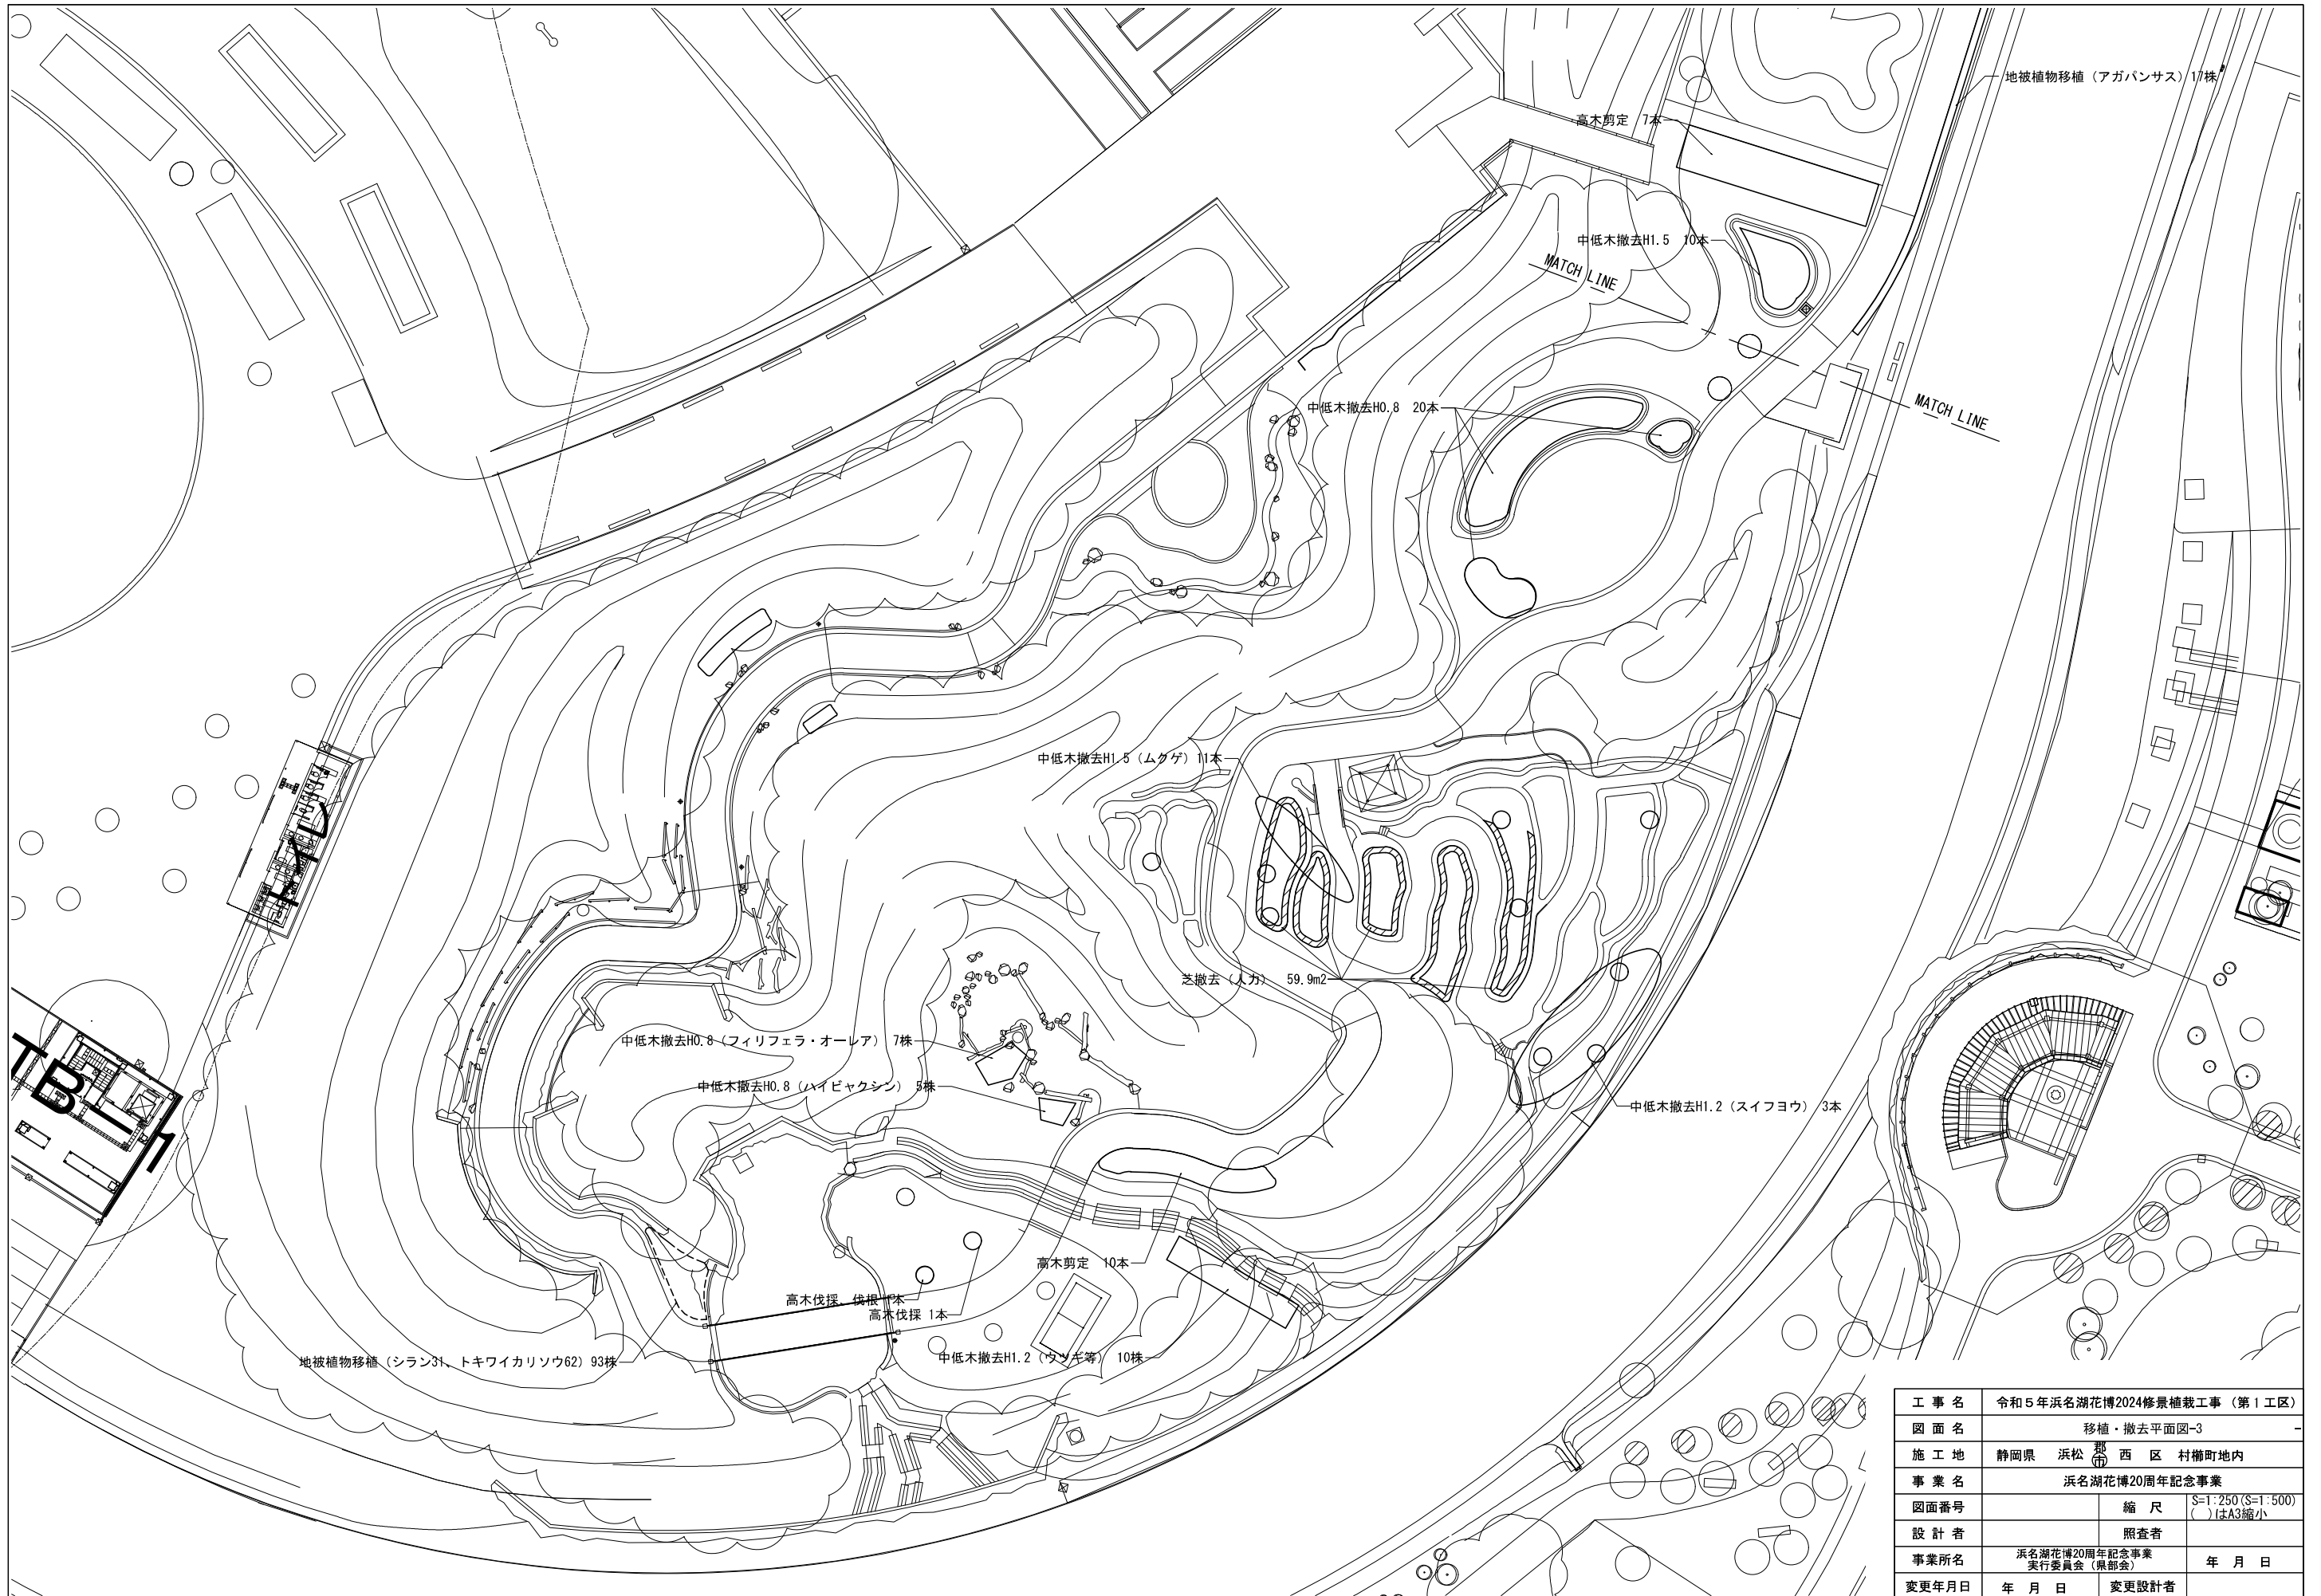 地被植物移植（アガパンサス）17株
高木剪定　7本
中低木撤去H1.5　10本
MATCH LINE
MATCH LINE
中低木撤去H0.8　20本
中低木撤去H1.5（ムクゲ）11本
芝撤去（人力）　59.9m2
中低木撤去H0.8（フィリフェラ・オーレア）　7株
中低木撤去H0.8（ハイビャクシン）　5株
中低木撤去H1.2（スイフヨウ）　3本
高木剪定　10本
高木伐採、伐根 1本
高木伐採 1本
地被植物移植（シラン31、トキワイカリソウ62）93株
中低木撤去H1.2（ウツギ等）　10株
TB-1
工事名　令和５年浜名湖花博2024修景植栽工事（第１工区）
図面名　移植・撤去平面図-3
施工地　静岡県　浜松　郡市　西　区　村櫛町地内
事業名　浜名湖花博20周年記念事業
図面番号　縮尺　S=1:250(S=1:500)
(　)はA3縮小
設計者　照査者
事業所名　浜名湖花博20周年記念事業
実行委員会（県部会）　年　月　日
変更年月日　年　月　日　変更設計者